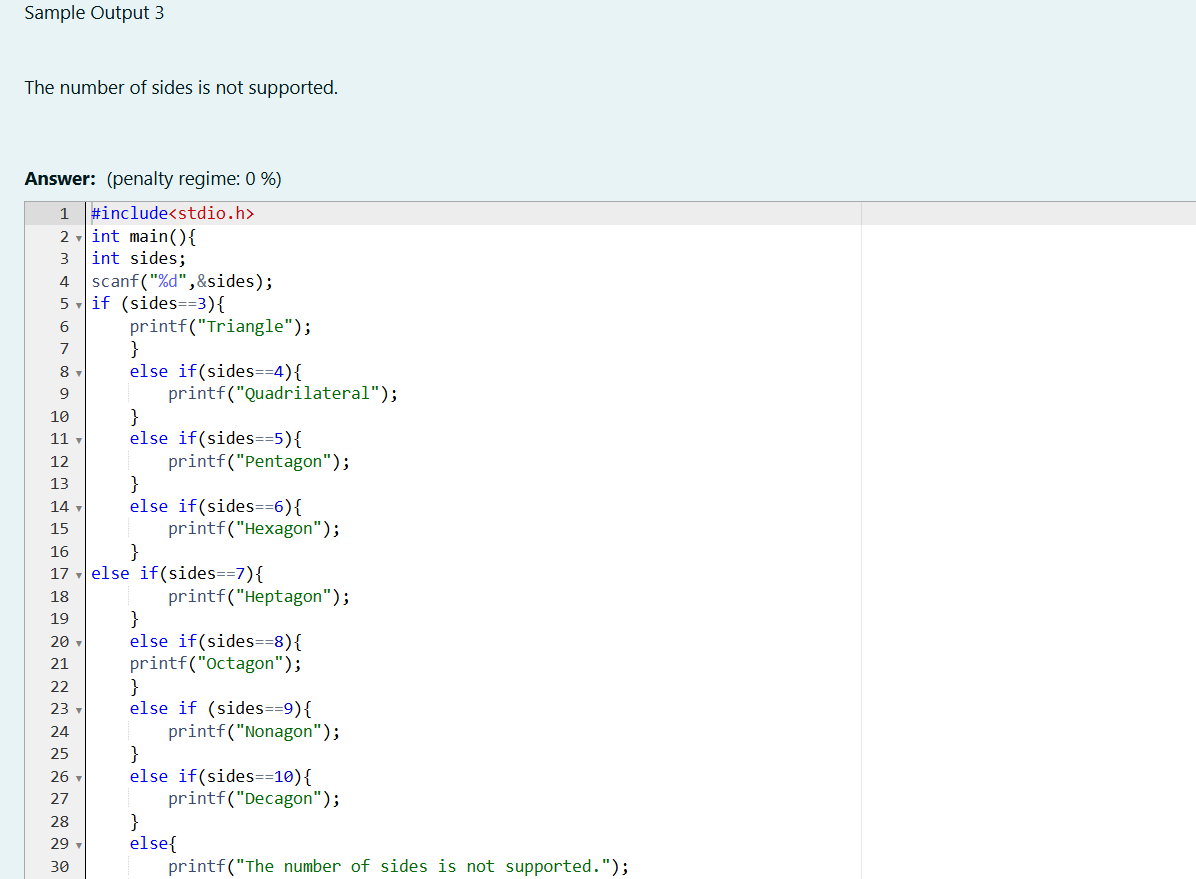 Sample Output 3
The number of sides is not supported.
Answer: (penalty regime: 0 %)
1 #include<stdio.h>
2 int main(){
3 int sides;
4 scanf("%d",&sides);
5 if (sides==3){
6     printf("Triangle");
7     }
8     else if(sides==4){
9         printf("Quadrilateral");
10     }
11     else if(sides==5){
12         printf("Pentagon");
13     }
14     else if(sides==6){
15         printf("Hexagon");
16     }
17 else if(sides==7){
18         printf("Heptagon");
19     }
20     else if(sides==8){
21     printf("Octagon");
22     }
23     else if (sides==9){
24         printf("Nonagon");
25     }
26     else if(sides==10){
27         printf("Decagon");
28     }
29     else{
30         printf("The number of sides is not supported.");